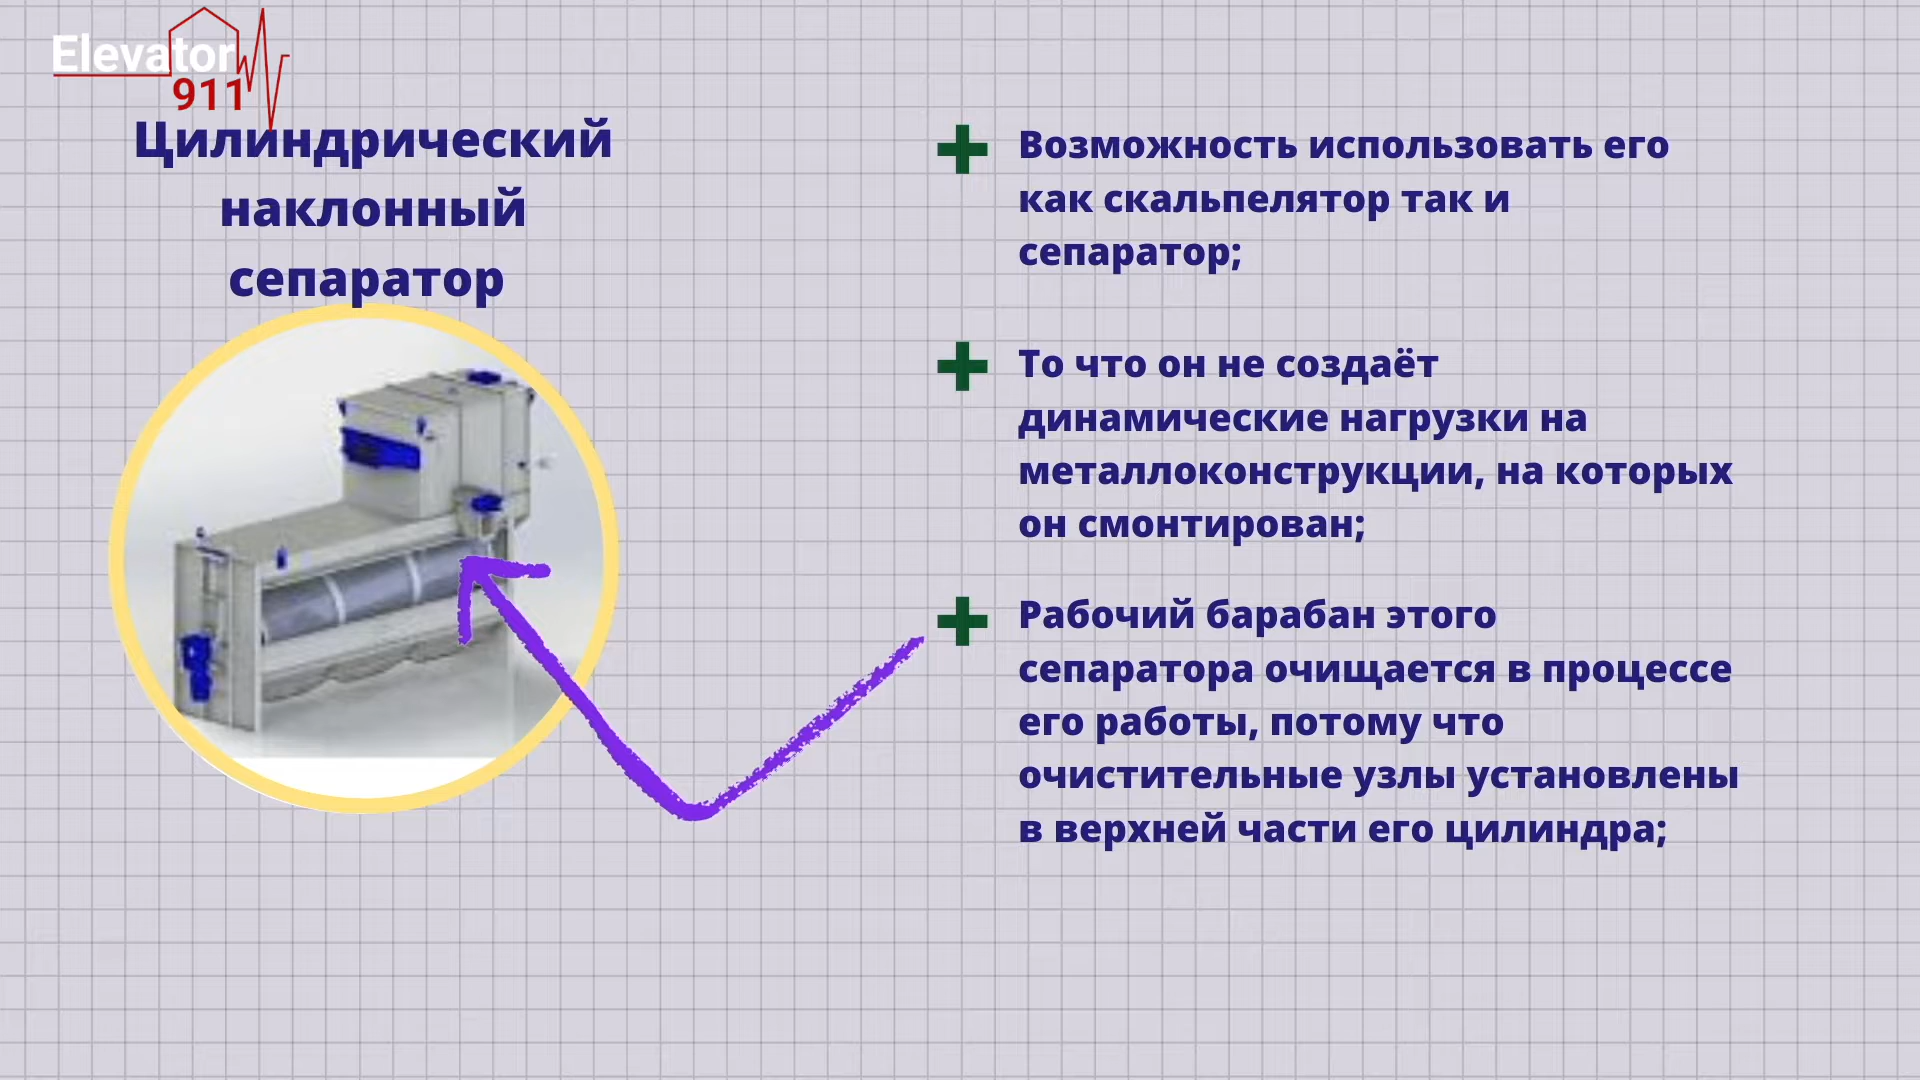 Elevator
911
Цилиндрический
наклонный
сепаратор
Возможность использовать его
как скальпелятор так и
сепаратор;
То что он не создаёт
динамические нагрузки на
металлоконструкции, на которых
он смонтирован;
Рабочий барабан этого
сепаратора очищается в процессе
его работы, потому что
очистительные узлы установлены
в верхней части его цилиндра;